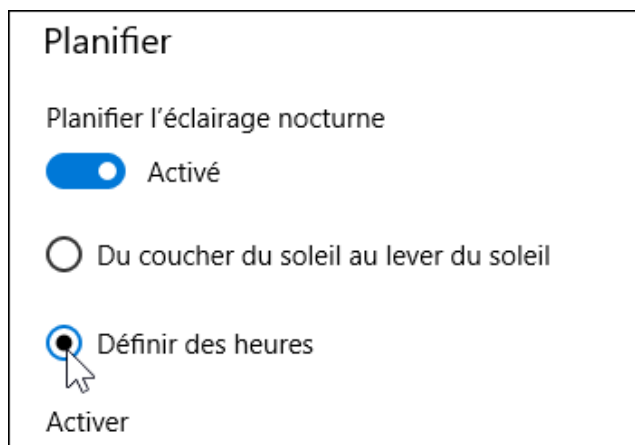 Planifier
Planifier l’éclairage nocturne
Activé
Du coucher du soleil au lever du soleil
Définir des heures
Activer